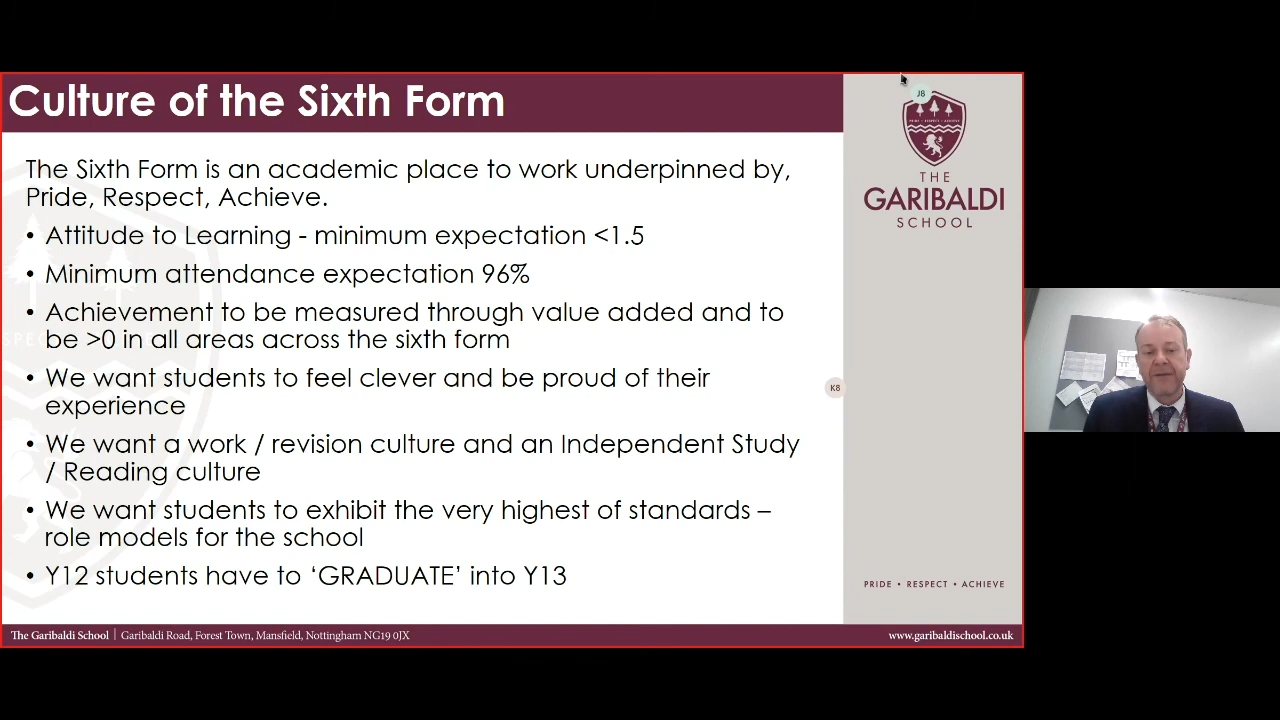 Culture of the Sixth Form
The Sixth Form is an academic place to work underpinned by,
Pride, Respect, Achieve.
• Attitude to Learning - minimum expectation <1.5
• Minimum attendance expectation 96%
• Achievement to be measured through value added and to
be >0 in all areas across the sixth form
• We want students to feel clever and be proud of their
experience
• We want a work / revision culture and an Independent Study
/ Reading culture
• We want students to exhibit the very highest of standards –
role models for the school
• Y12 students have to ‘GRADUATE’ into Y13
J8
PRIDE • RESPECT • ACHIEVE
THE
GARIBALDI
SCHOOL
K8
PRIDE • RESPECT • ACHIEVE
The Garibaldi School | Garibaldi Road, Forest Town, Mansfield, Nottingham NG19 0JX
www.garibaldischool.co.uk